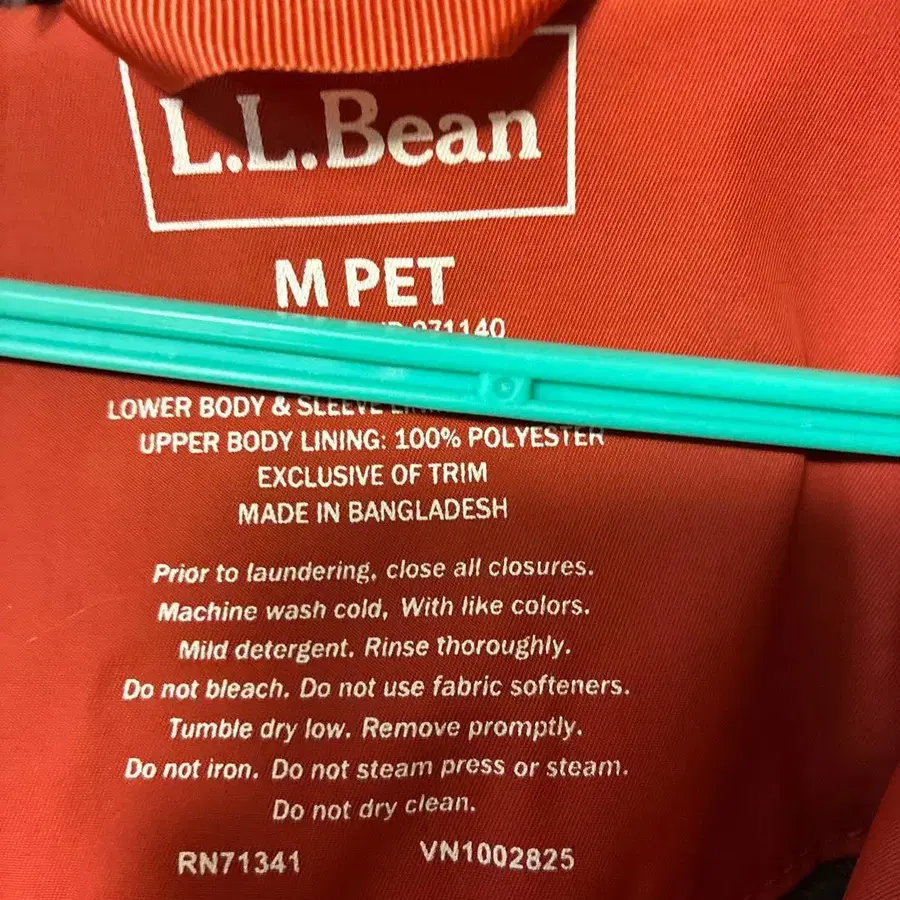 L.L.Bean
M PET
271140
LOWER BODY & SLEEVE
UPPER BODY LINING: 100% POLYESTER
EXCLUSIVE OF TRIM
MADE IN BANGLADESH
Prior to laundering, close all closures.
Machine wash cold, With like colors.
Mild detergent. Rinse thoroughly.
Do not bleach. Do not use fabric softeners.
Tumble dry low. Remove promptly.
Do not iron. Do not steam press or steam.
Do not dry clean.
RN71341 VN1002825